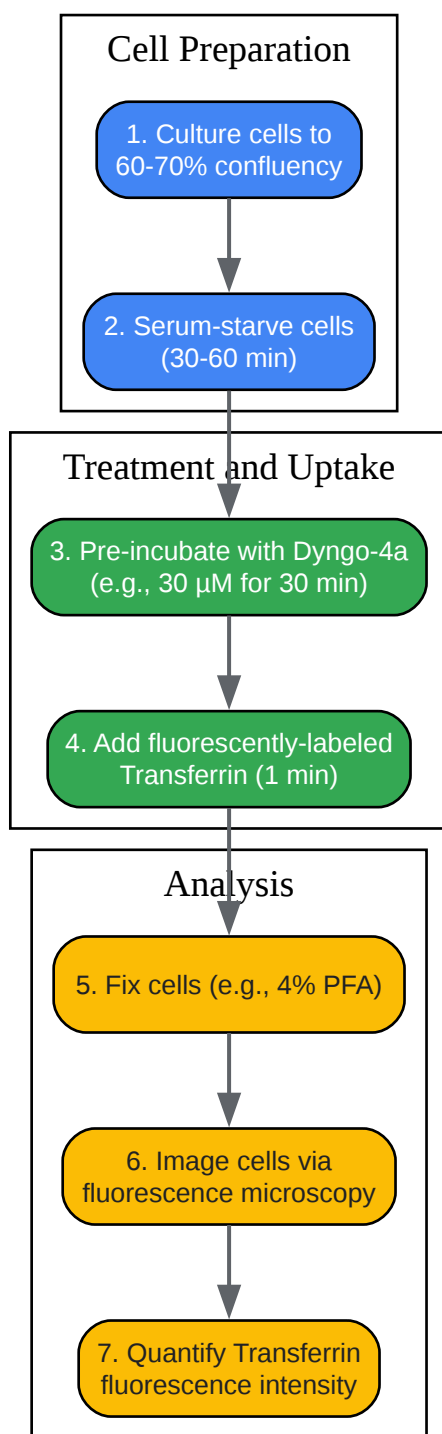 Cell Preparation
1. Culture cells to
60-70% confluency
2. Serum-starve cells
(30-60 min)
Treatment and Uptake
3. Pre-incubate with Dyngo-4a
(e.g., 30 µM for 30 min)
4. Add fluorescently-labeled
Transferrin (1 min)
Analysis
5. Fix cells (e.g., 4% PFA)
6. Image cells via
fluorescence microscopy
7. Quantify Transferrin
fluorescence intensity